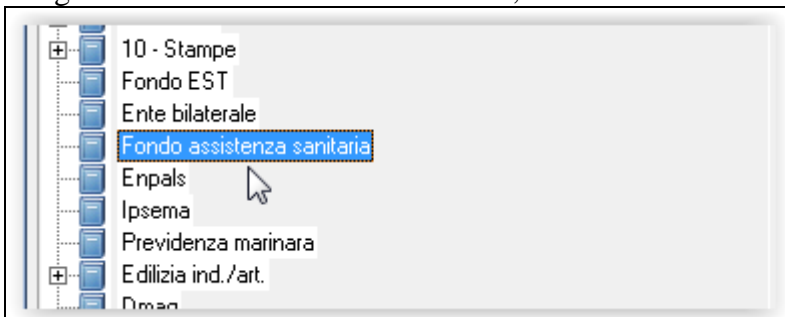 10 - Stampe
Fondo EST
Ente bilaterale
Fondo assistenza sanitaria
Enpals
Ipsema
Previdenza marinara
Edilizia ind./art.